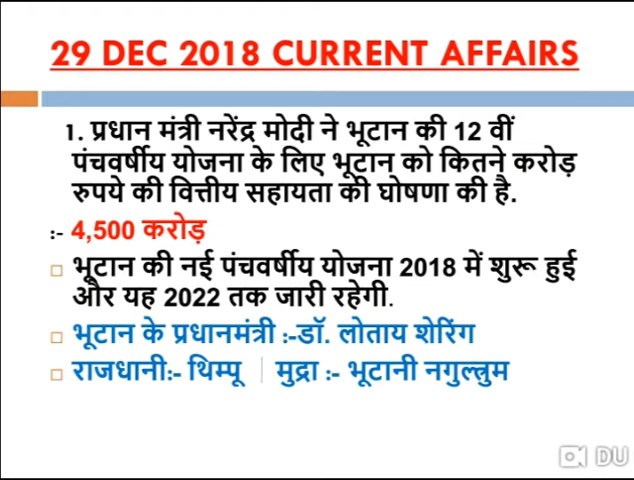 29 DEC 2018 CURRENT AFFAIRS
1. प्रधान मंत्री नरेंद्र मोदी ने भूटान की 12 वीं
पंचवर्षीय योजना के लिए भूटान को कितने करोड़
रुपये की वित्तीय सहायता की घोषणा की है.
:- 4,500 करोड़
भूटान की नई पंचवर्षीय योजना 2018 में शुरू हुई
और यह 2022 तक जारी रहेगी.
भूटान के प्रधानमंत्री :-डॉ. लोताय शेरिंग
राजधानी:- थिम्पू | मुद्रा :- भूटानी नगुल्त्रुम
DU